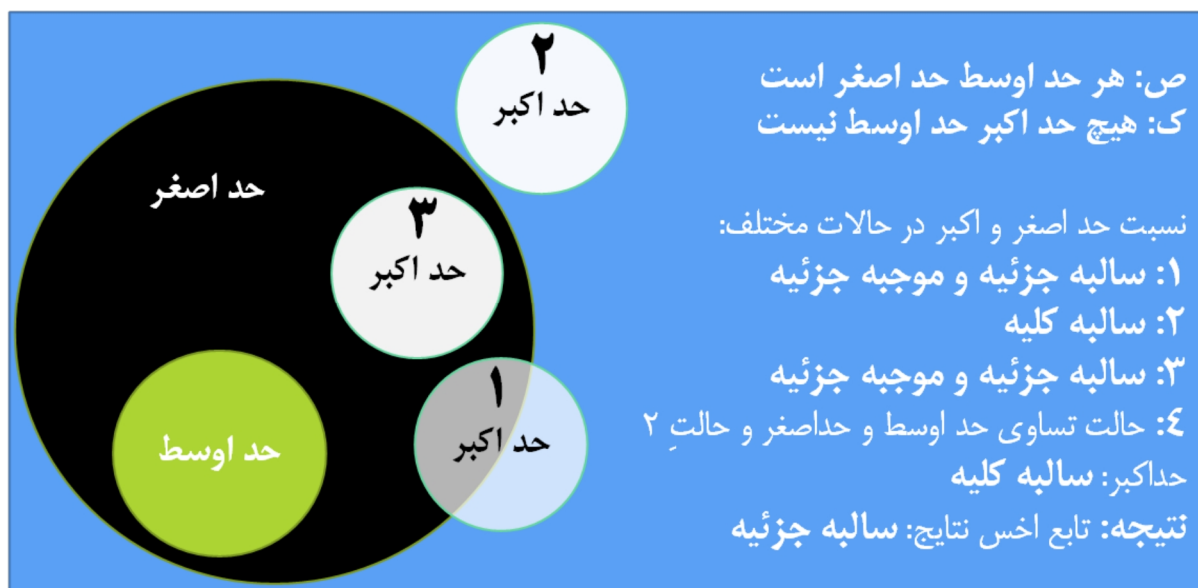 ص: هر حد اوسط حد اصغر است
ک: هیچ حد اکبر حد اوسط نیست
نسبت حد اصغر و اکبر در حالات مختلف:
۱: سالبه جزئیه و موجبه جزئیه
۲: سالبه کلیه
۳: سالبه جزئیه و موجبه جزئیه
٤: حالت تساوی حد اوسط و حداصغر و حالتِ ۲
حداکبر: سالبه کلیه
نتیجه: تابع اخس نتایج: سالبه جزئیه
۲
حد اکبر
حد اصغر
۳
حد اکبر
۱
حد اکبر
حد اوسط